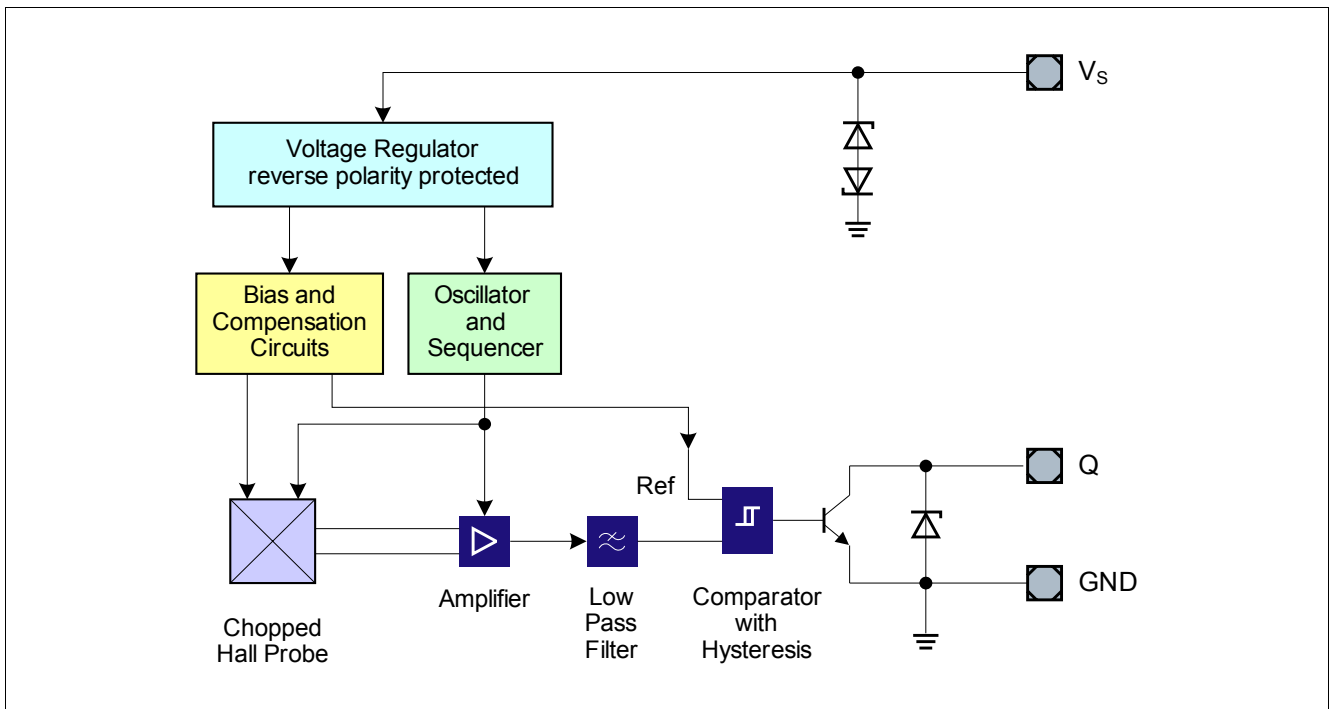 V_S
Voltage Regulator
reverse polarity protected
Bias and
Compensation
Circuits
Oscillator
and
Sequencer
Ref
Q
GND
Amplifier
Low
Pass
Filter
Comparator
with
Hysteresis
Chopped
Hall Probe